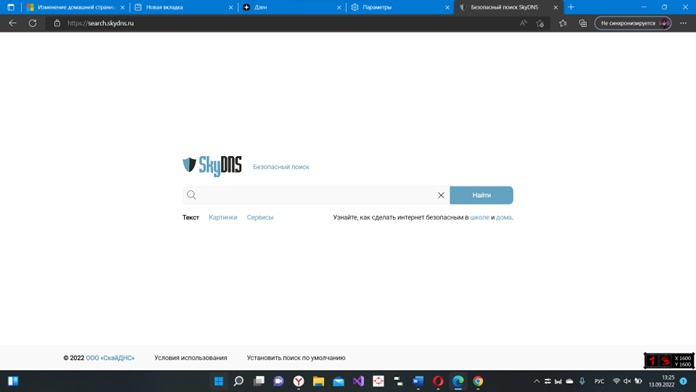 Изменение домашней страни
Новая вкладка
Дзен
Параметры
Безопасный поиск SkyDNS
https://search.skydns.ru
Не синхронизируется
SkyDNS
Безопасный поиск
Найти
Текст Картинки Сервисы
Узнайте, как сделать интернет безопасным в школе и дома.
© 2022 ООО «СкайДНС» Условия использования Установить поиск по умолчанию
X 1600
Y 1600
РУС
13:25
13.09.2022